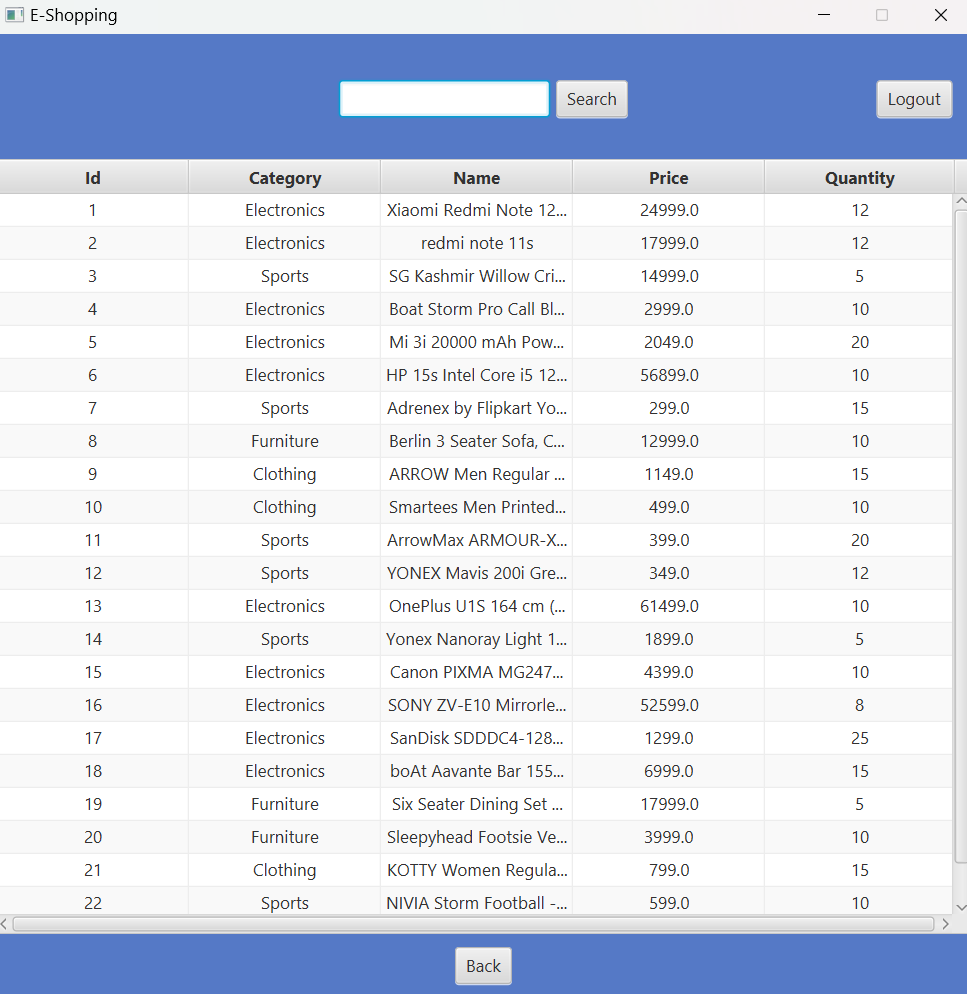 E-Shopping
Search
Logout
Id Category Name Price Quantity
1 Electronics Xiaomi Redmi Note 12... 24999.0 12
2 Electronics redmi note 11s 17999.0 12
3 Sports SG Kashmir Willow Cri... 14999.0 5
4 Electronics Boat Storm Pro Call Bl... 2999.0 10
5 Electronics Mi 3i 20000 mAh Pow... 2049.0 20
6 Electronics HP 15s Intel Core i5 12... 56899.0 10
7 Sports Adrenex by Flipkart Yo... 299.0 15
8 Furniture Berlin 3 Seater Sofa, C... 12999.0 10
9 Clothing ARROW Men Regular ... 1149.0 15
10 Clothing Smartees Men Printed... 499.0 10
11 Sports ArrowMax ARMOUR-X... 399.0 20
12 Sports YONEX Mavis 200i Gre... 349.0 12
13 Electronics OnePlus U1S 164 cm (... 61499.0 10
14 Sports Yonex Nanoray Light 1... 1899.0 5
15 Electronics Canon PIXMA MG247... 4399.0 10
16 Electronics SONY ZV-E10 Mirrorle... 52599.0 8
17 Electronics SanDisk SDDDC4-128... 1299.0 25
18 Electronics boAt Aavante Bar 155... 6999.0 15
19 Furniture Six Seater Dining Set ... 17999.0 5
20 Furniture Sleepyhead Footsie Ve... 3999.0 10
21 Clothing KOTTY Women Regula... 799.0 15
22 Sports NIVIA Storm Football -... 599.0 10
Back